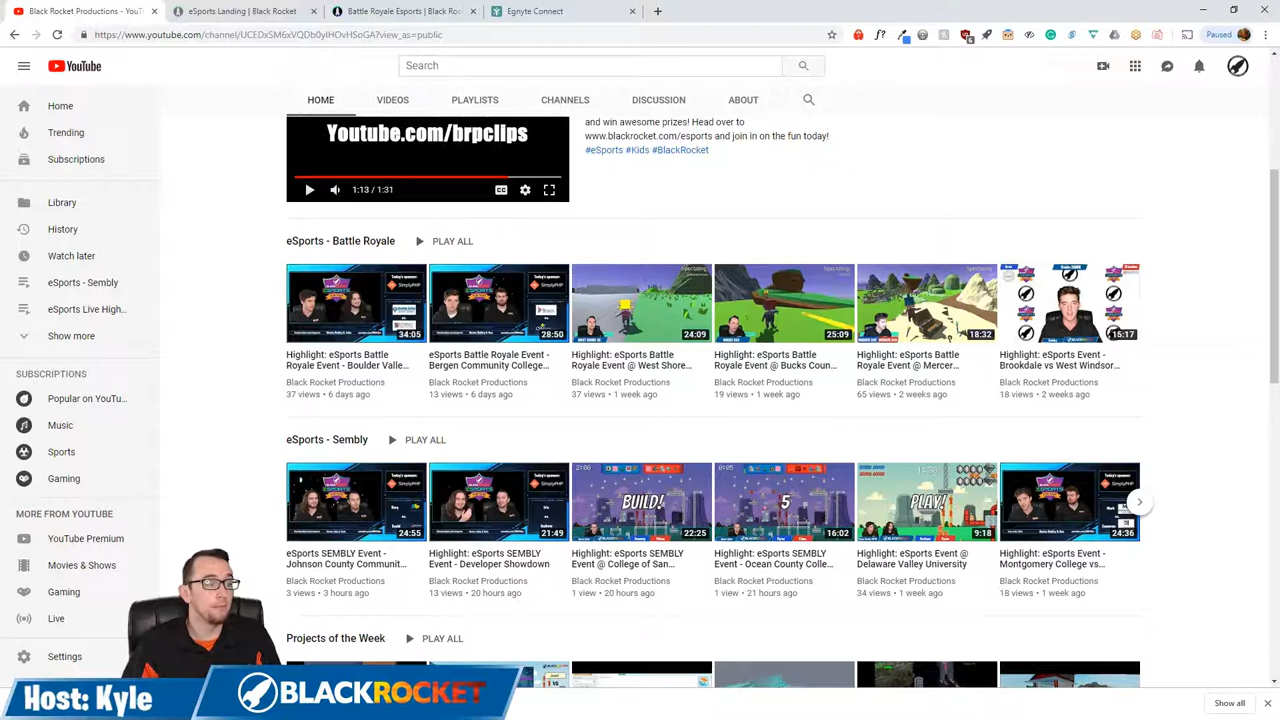 Black Rocket Productions - YouT
eSports Landing | Black Rocket
Battle Royale Esports | Black Roc
Egnyte Connect
https://www.youtube.com/channel/UCEDxSM6xVQDb0yIHOvHSoGA?view_as=public
Paused
YouTube
Search
HOME
VIDEOS
PLAYLISTS
CHANNELS
DISCUSSION
ABOUT
Home
Trending
Subscriptions
Library
History
Watch later
eSports - Sembly
eSports Live High...
Show more
SUBSCRIPTIONS
Popular on YouTu...
Music
Sports
Gaming
MORE FROM YOUTUBE
YouTube Premium
Movies & Shows
Gaming
Live
Settings
Youtube.com/brpclips
1:13 / 1:31
and win awesome prizes! Head over to
www.blackrocket.com/esports and join in on the fun today!
#eSports #Kids #BlackRocket
eSports - Battle Royale
PLAY ALL
34:05
28:50
24:09
25:09
18:32
15:17
Highlight: eSports Battle
Royale Event - Boulder Valle...
Black Rocket Productions
37 views • 6 days ago
eSports Battle Royale Event -
Bergen Community College...
Black Rocket Productions
13 views • 6 days ago
Highlight: eSports Battle
Royale Event @ West Shore...
Black Rocket Productions
37 views • 1 week ago
Highlight: eSports Battle
Royale Event @ Bucks Coun...
Black Rocket Productions
19 views • 1 week ago
Highlight: eSports Battle
Royale Event @ Mercer...
Black Rocket Productions
65 views • 2 weeks ago
Highlight: eSports Event -
Brookdale vs West Windsor...
Black Rocket Productions
18 views • 2 weeks ago
eSports - Sembly
PLAY ALL
Today's sponsor:
SimplyPHP
24:55
21:49
BUILD!
22:25
5
16:02
PLAY!
9:18
24:36
eSports SEMBLY Event -
Johnson County Communit...
Black Rocket Productions
3 views • 3 hours ago
Highlight: eSports SEMBLY
Event - Developer Showdown
Black Rocket Productions
13 views • 20 hours ago
Highlight: eSports SEMBLY
Event @ College of San...
Black Rocket Productions
1 view • 20 hours ago
Highlight: eSports SEMBLY
Event - Ocean County Colle...
Black Rocket Productions
1 view • 21 hours ago
Highlight: eSports Event @
Delaware Valley University
Black Rocket Productions
34 views • 1 week ago
Highlight: eSports Event -
Montgomery College vs...
Black Rocket Productions
18 views • 1 week ago
Projects of the Week
PLAY ALL
Host: Kyle
BLACKROCKET
Show all